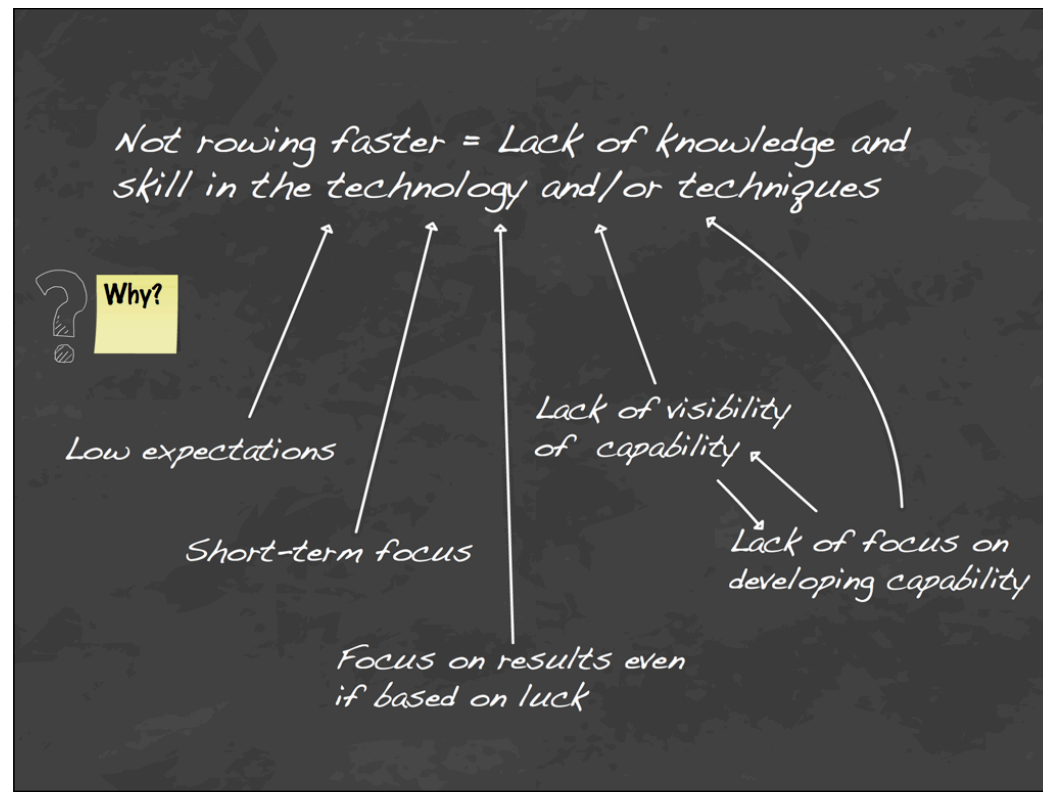 Not rowing faster = Lack of knowledge and
skill in the technology and/or techniques
Why?
Low expectations
Lack of visibility
of capability
Short-term focus
Lack of focus on
developing capability
Focus on results even
if based on luck